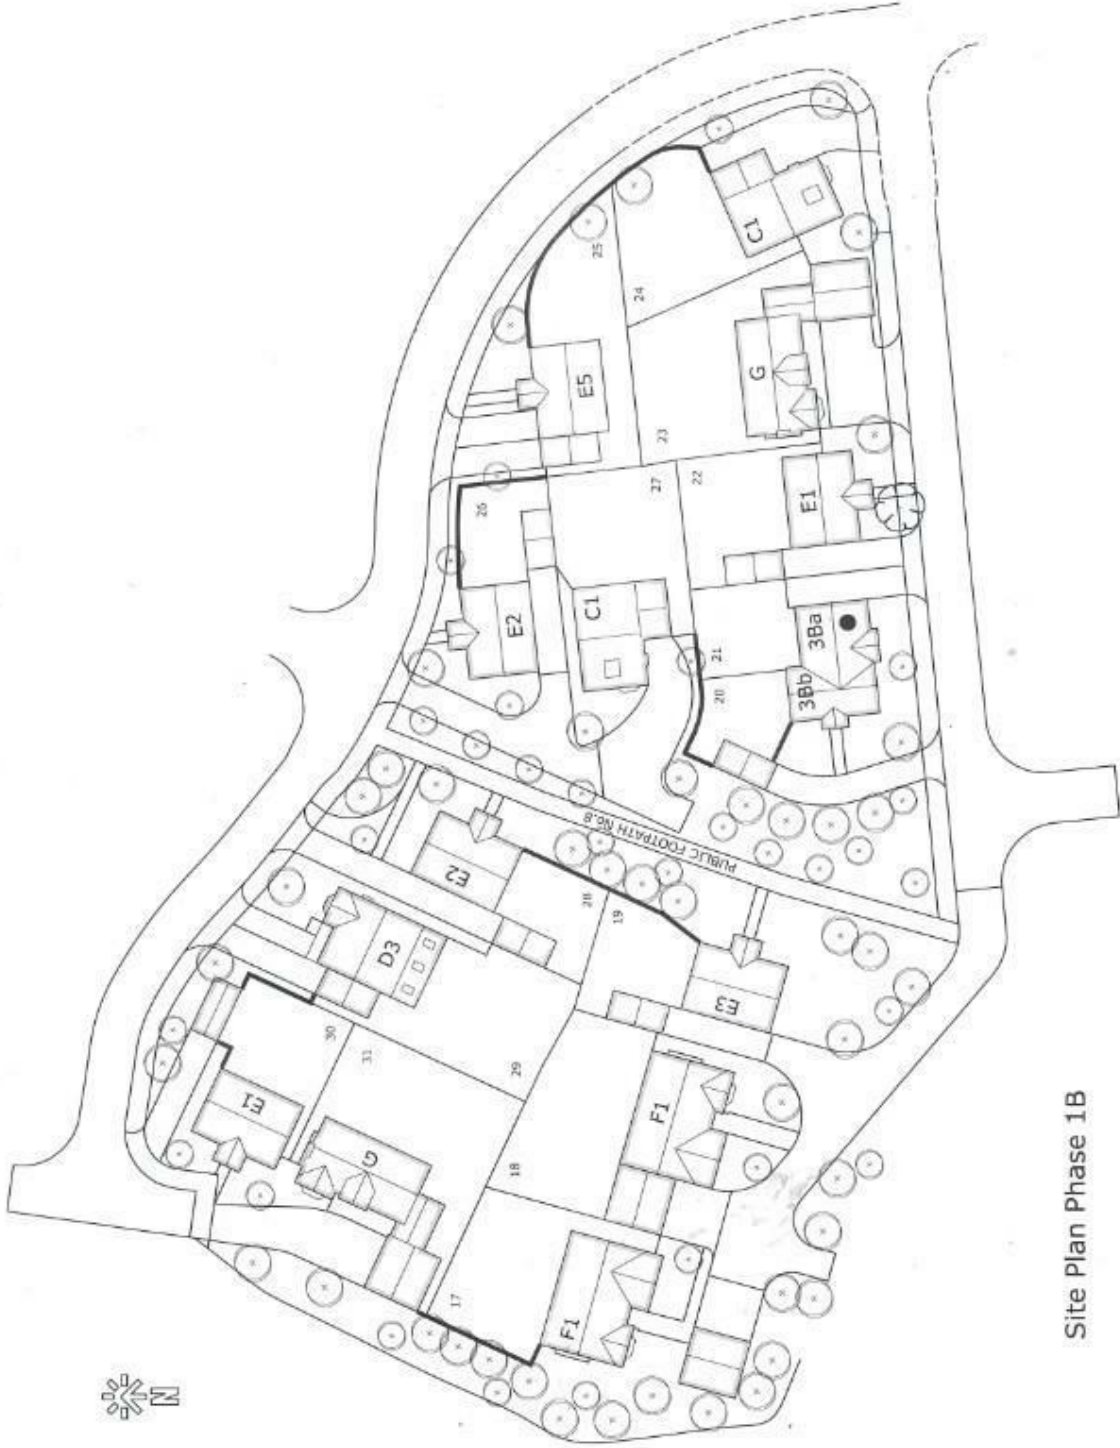 Site Plan Phase 1B
N
PUBLIC FOOTPATH No.8
E1
G
F1
17
18
31
30
29
D3
F1
E3
E2
28
19
E2
26
C1
27
20
21
3Bb
3Ba
22
E1
23
E5
25
24
G
C1